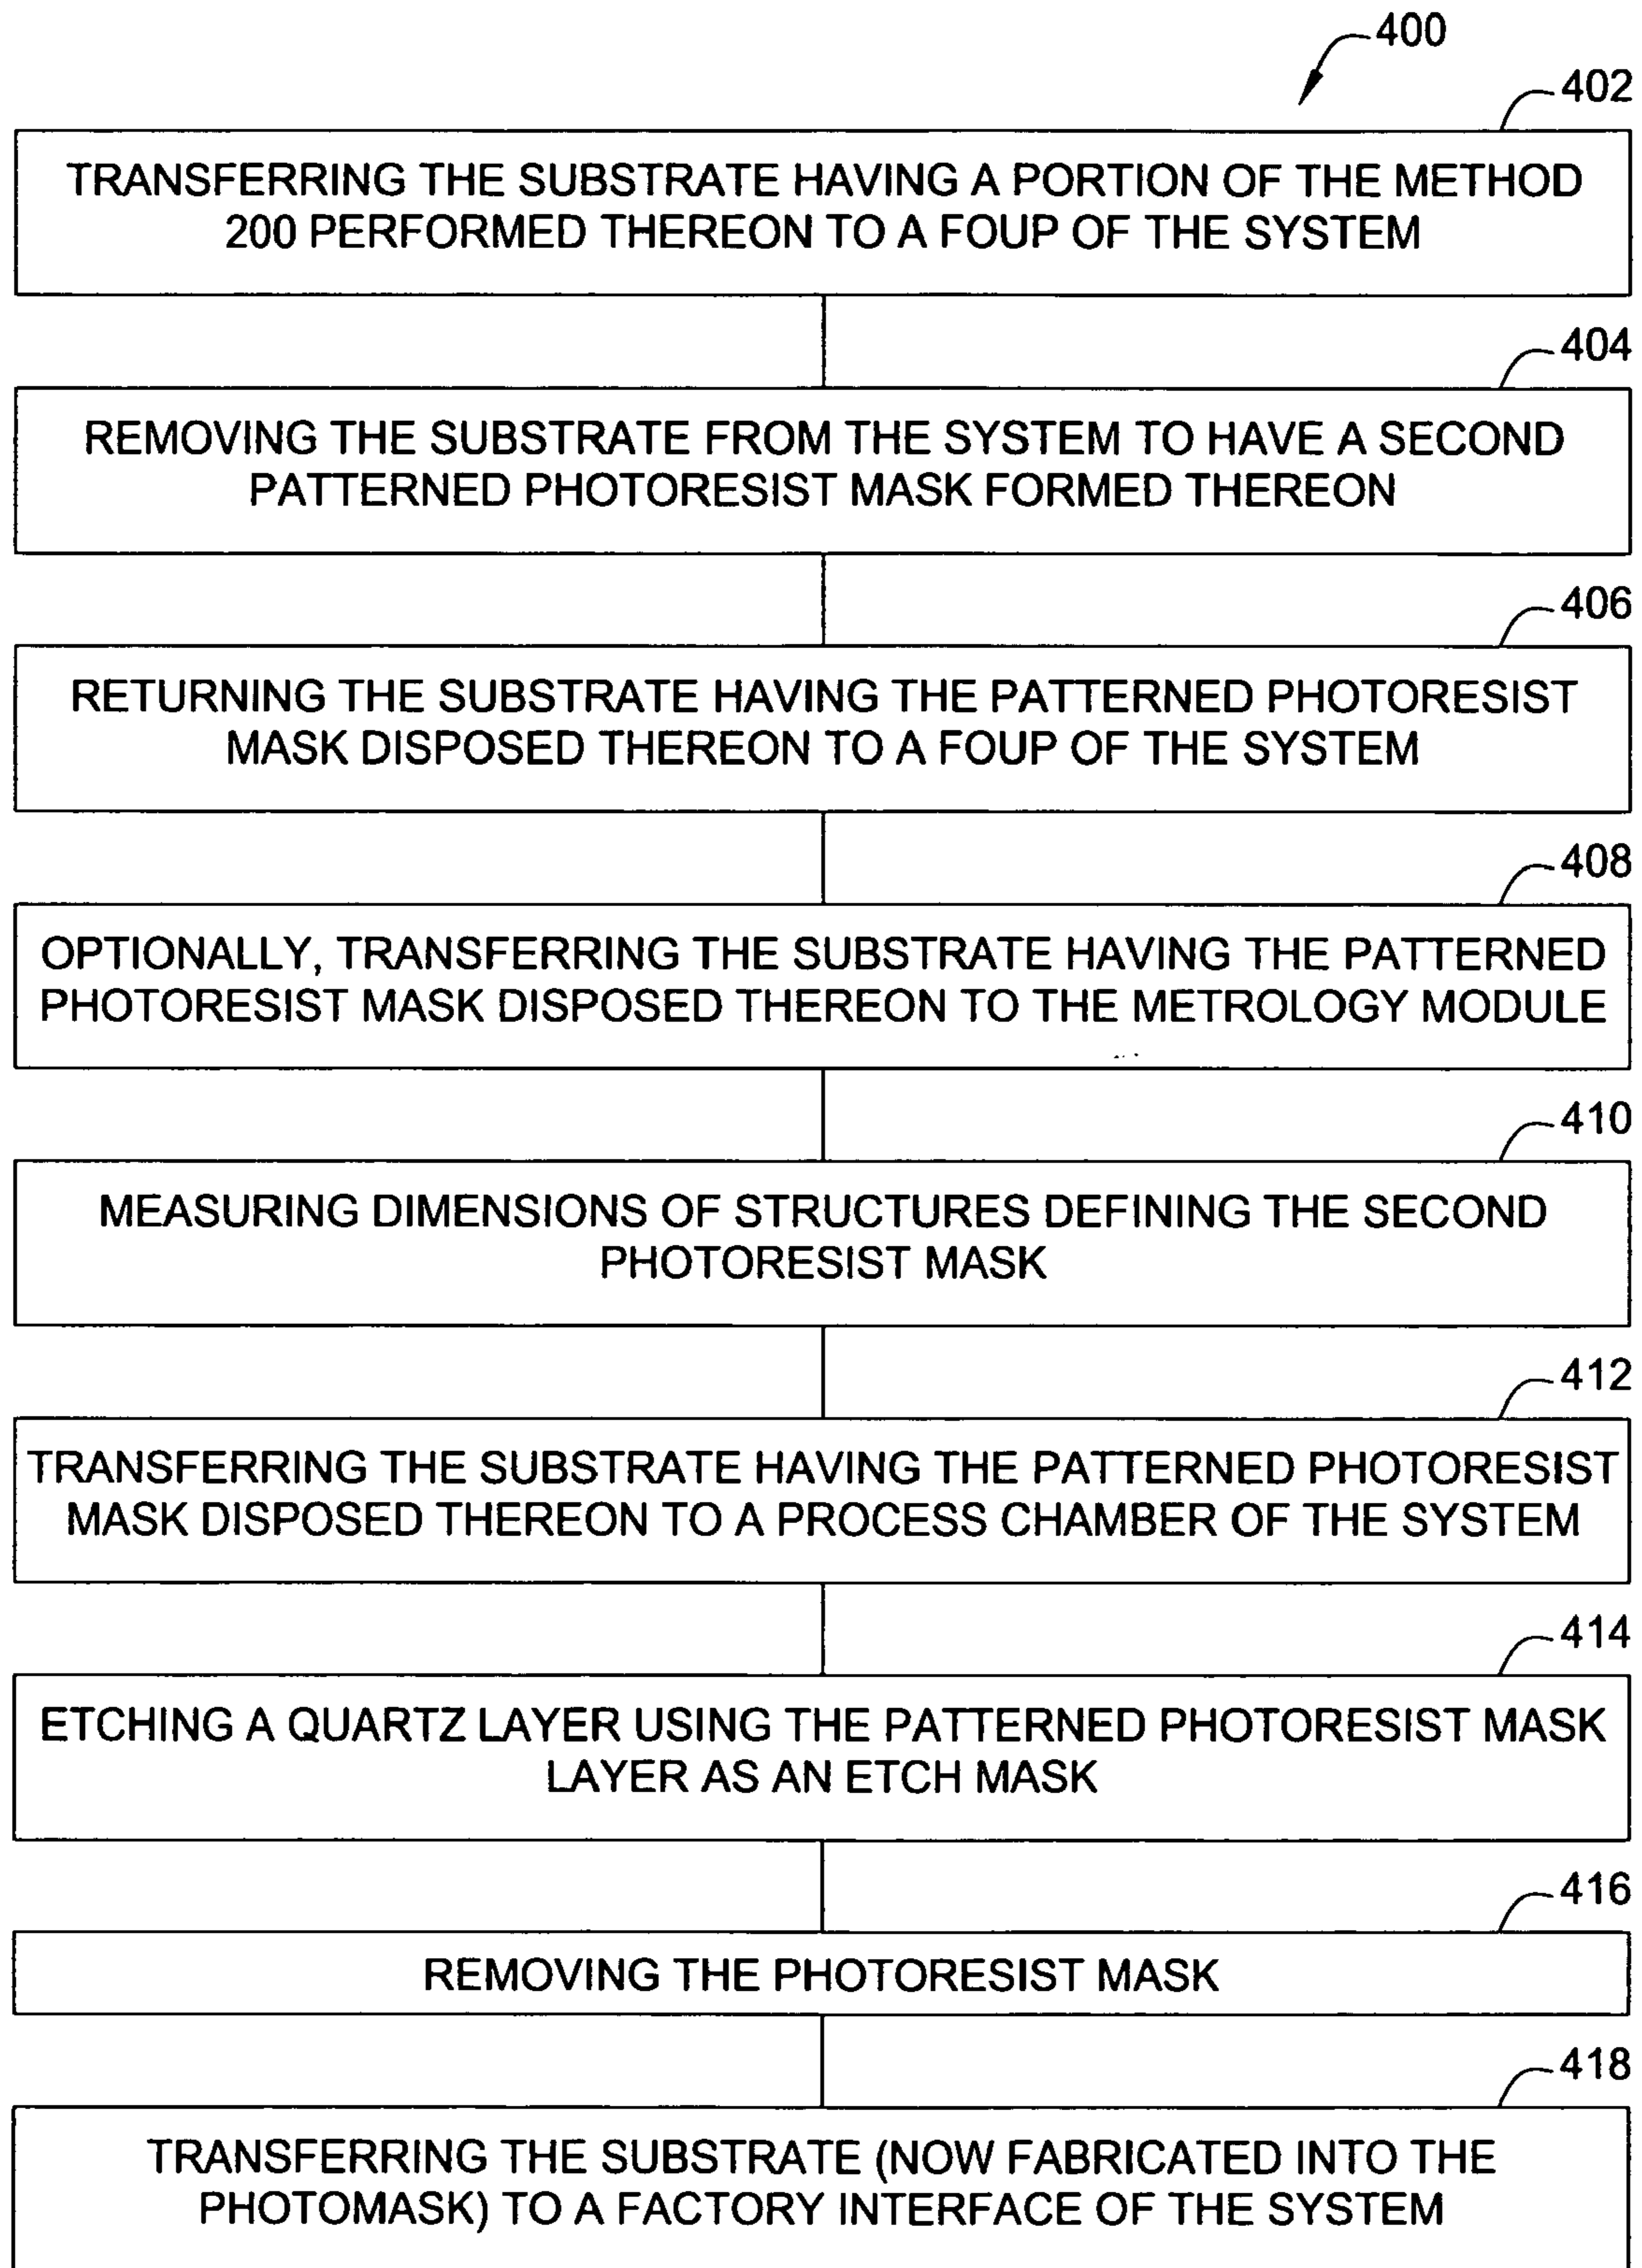 400
402
TRANSFERRING THE SUBSTRATE HAVING A PORTION OF THE METHOD
200 PERFORMED THEREON TO A FOUP OF THE SYSTEM
404
REMOVING THE SUBSTRATE FROM THE SYSTEM TO HAVE A SECOND
PATTERNED PHOTORESIST MASK FORMED THEREON
406
RETURNING THE SUBSTRATE HAVING THE PATTERNED PHOTORESIST
MASK DISPOSED THEREON TO A FOUP OF THE SYSTEM
408
OPTIONALLY, TRANSFERRING THE SUBSTRATE HAVING THE PATTERNED
PHOTORESIST MASK DISPOSED THEREON TO THE METROLOGY MODULE
410
MEASURING DIMENSIONS OF STRUCTURES DEFINING THE SECOND
PHOTORESIST MASK
412
TRANSFERRING THE SUBSTRATE HAVING THE PATTERNED PHOTORESIST
MASK DISPOSED THEREON TO A PROCESS CHAMBER OF THE SYSTEM
414
ETCHING A QUARTZ LAYER USING THE PATTERNED PHOTORESIST MASK
LAYER AS AN ETCH MASK
416
REMOVING THE PHOTORESIST MASK
418
TRANSFERRING THE SUBSTRATE (NOW FABRICATED INTO THE
PHOTOMASK) TO A FACTORY INTERFACE OF THE SYSTEM